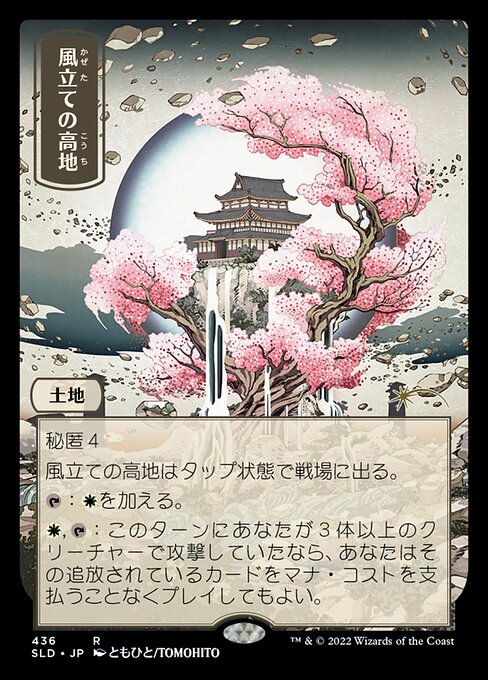 かぜた
こうち
風立ての高地
土地
秘匿4
風立ての高地はタップ状態で戦場に出る。
：を加える。
,：このターンにあなたが3体以上のク
リーチャーで攻撃していたなら、あなたはそ
の追放されているカードをマナ・コストを支
払うことなくプレイしてもよい。
436 R
SLD・JP ともひと/TOMOHITO
™ & © 2022 Wizards of the Coast